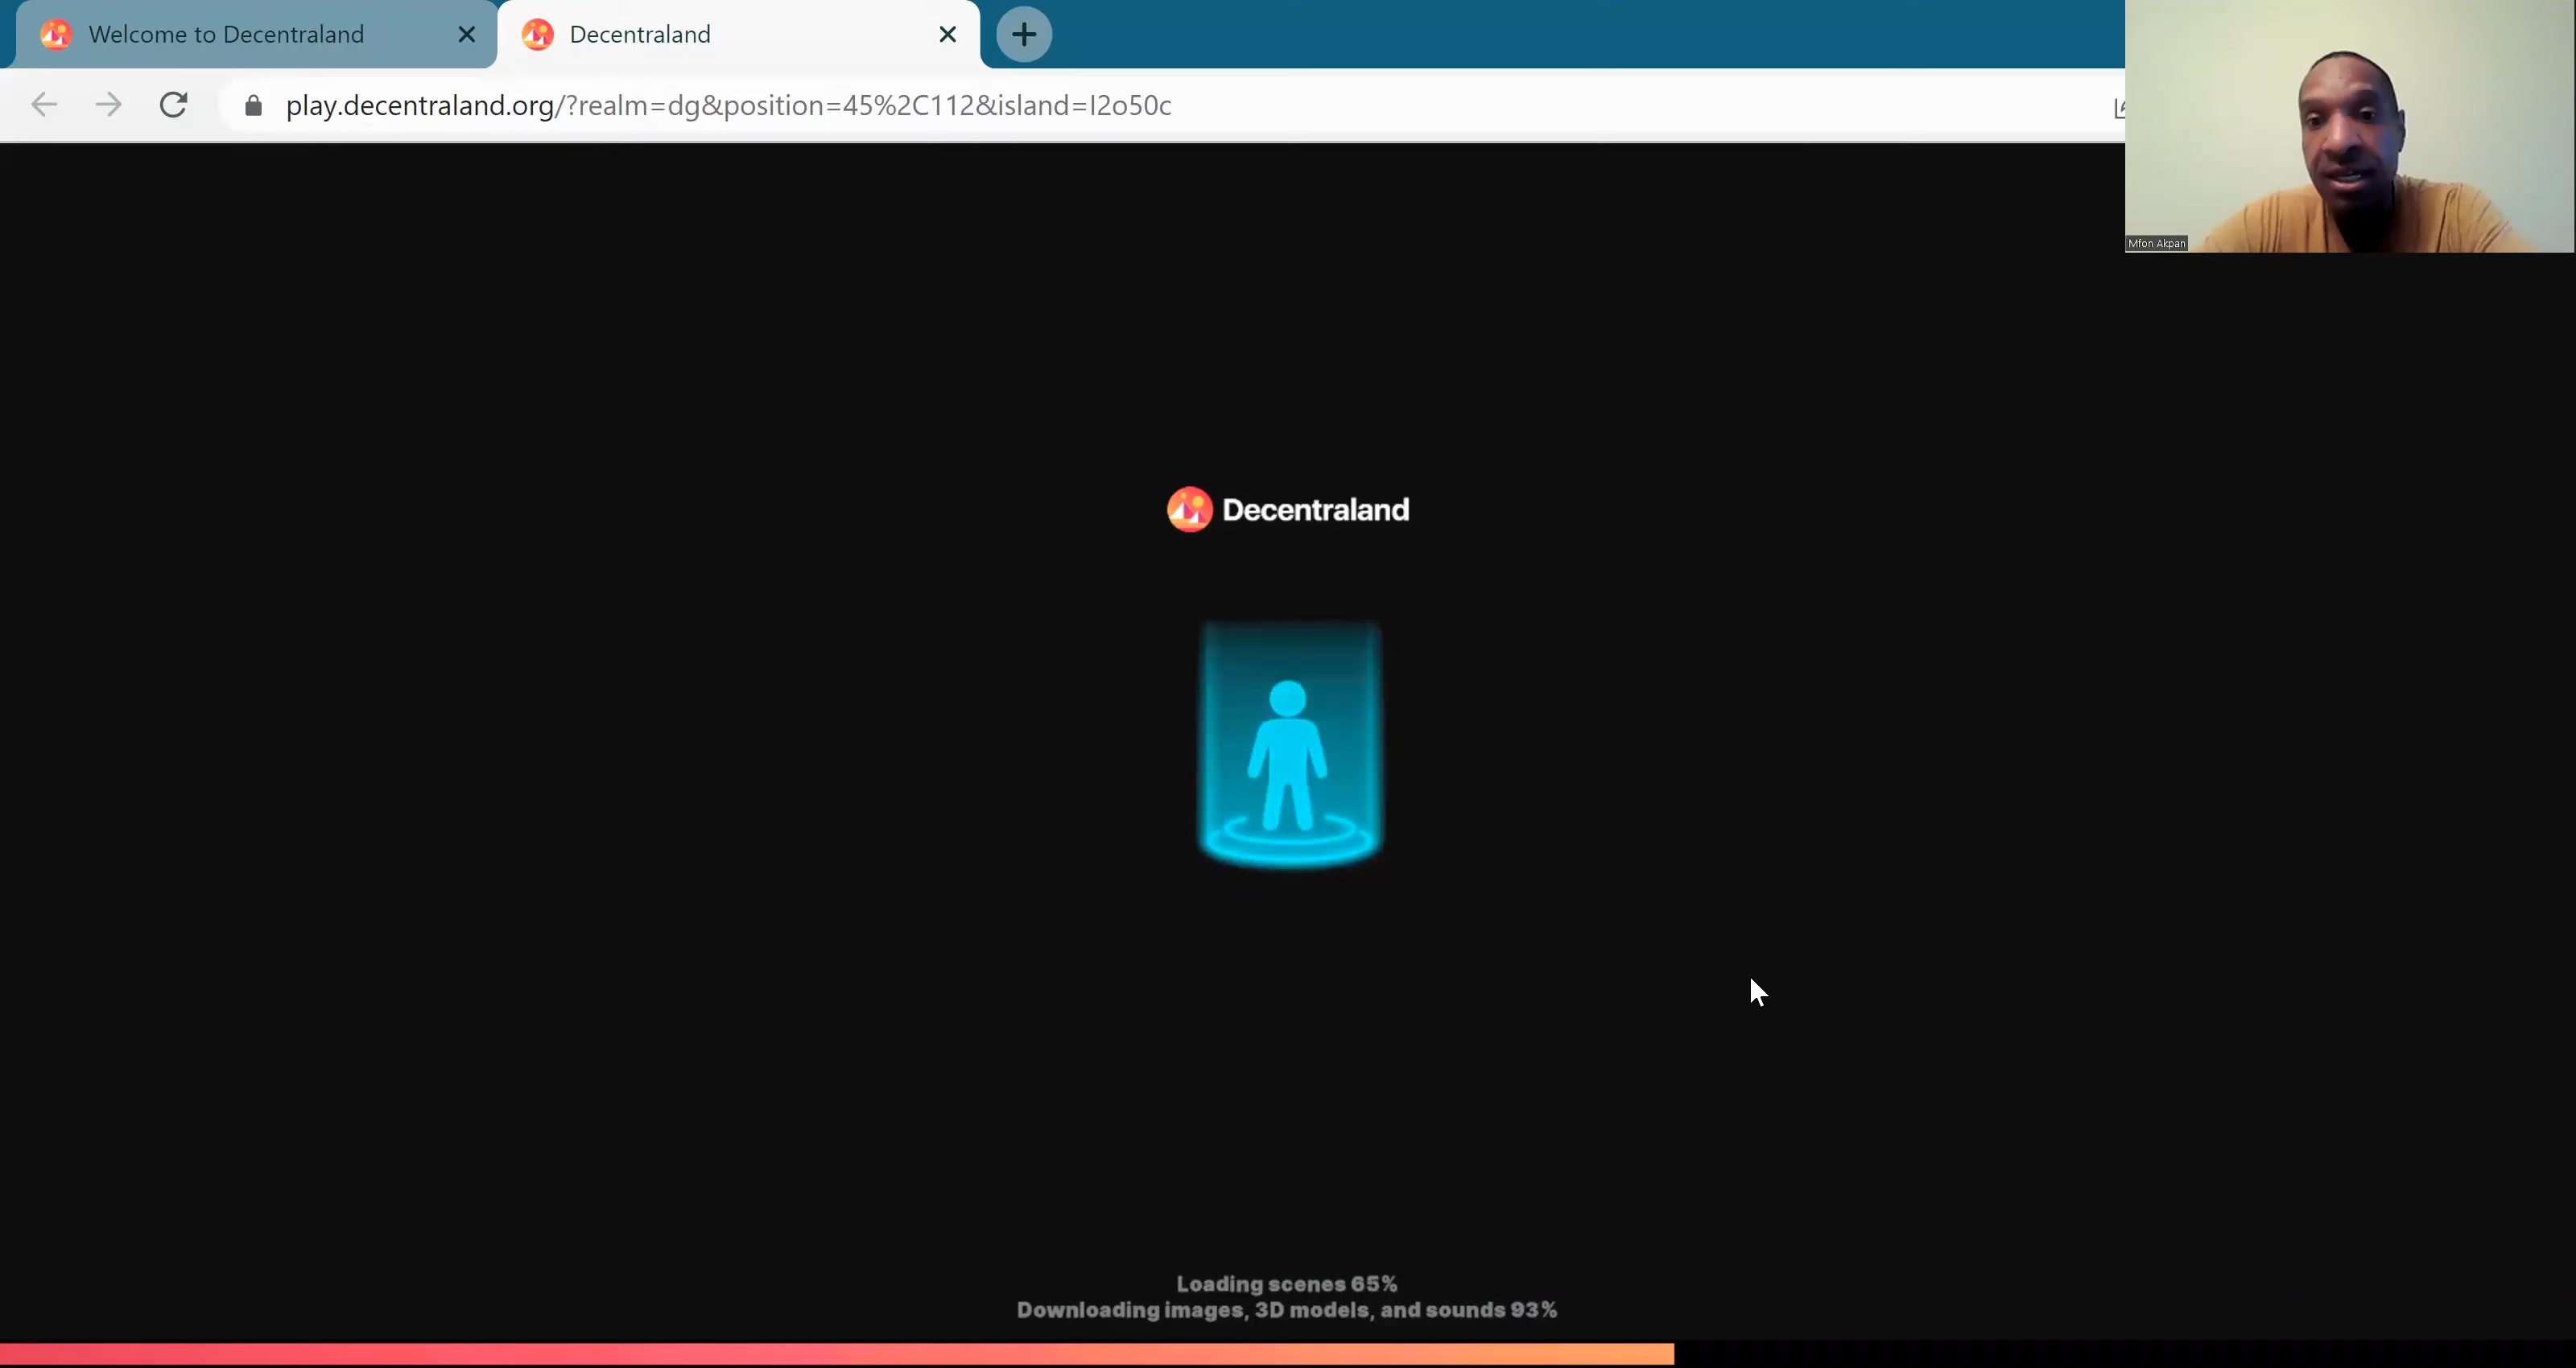 Welcome to Decentraland
Decentraland
play.decentraland.org/?realm=dg&position=45%2C112&island=I2o50c
Mfon Akpan
Decentraland
Loading scenes 65%
Downloading images, 3D models, and sounds 93%